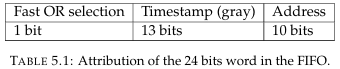 Fast OR selection Timestamp (gray) Address
1 bit 13 bits 10 bits
TABLE 5.1: Attribution of the 24 bits word in the FIFO.